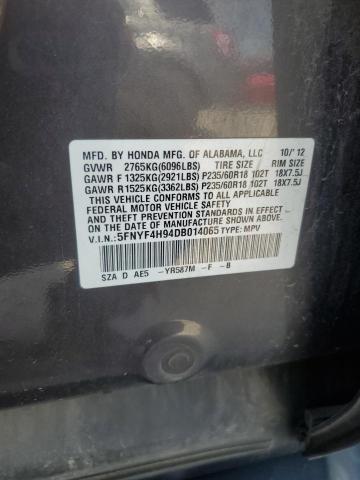 MFD. BY HONDA MFG. OF ALABAMA, LLC 10/'12
GVWR 2765KG(6096LBS) TIRE SIZE RIM SIZE
GAWR F 1325KG(2921LBS) P235/60R18 102T 18X7.5J
GAWR R 1525KG(3362LBS) P235/60R18 102T 18X7.5J
THIS VEHICLE CONFORMS TO ALL APPLICABLE
FEDERAL MOTOR VEHICLE SAFETY STANDARDS
IN EFFECT ON THE DATE OF MANUFACTURE SHOWN ABOVE.
V.I.N.: 5FNYF4H94DB014065 TYPE: MPV
SZA D AE5 -YR587M -F -B